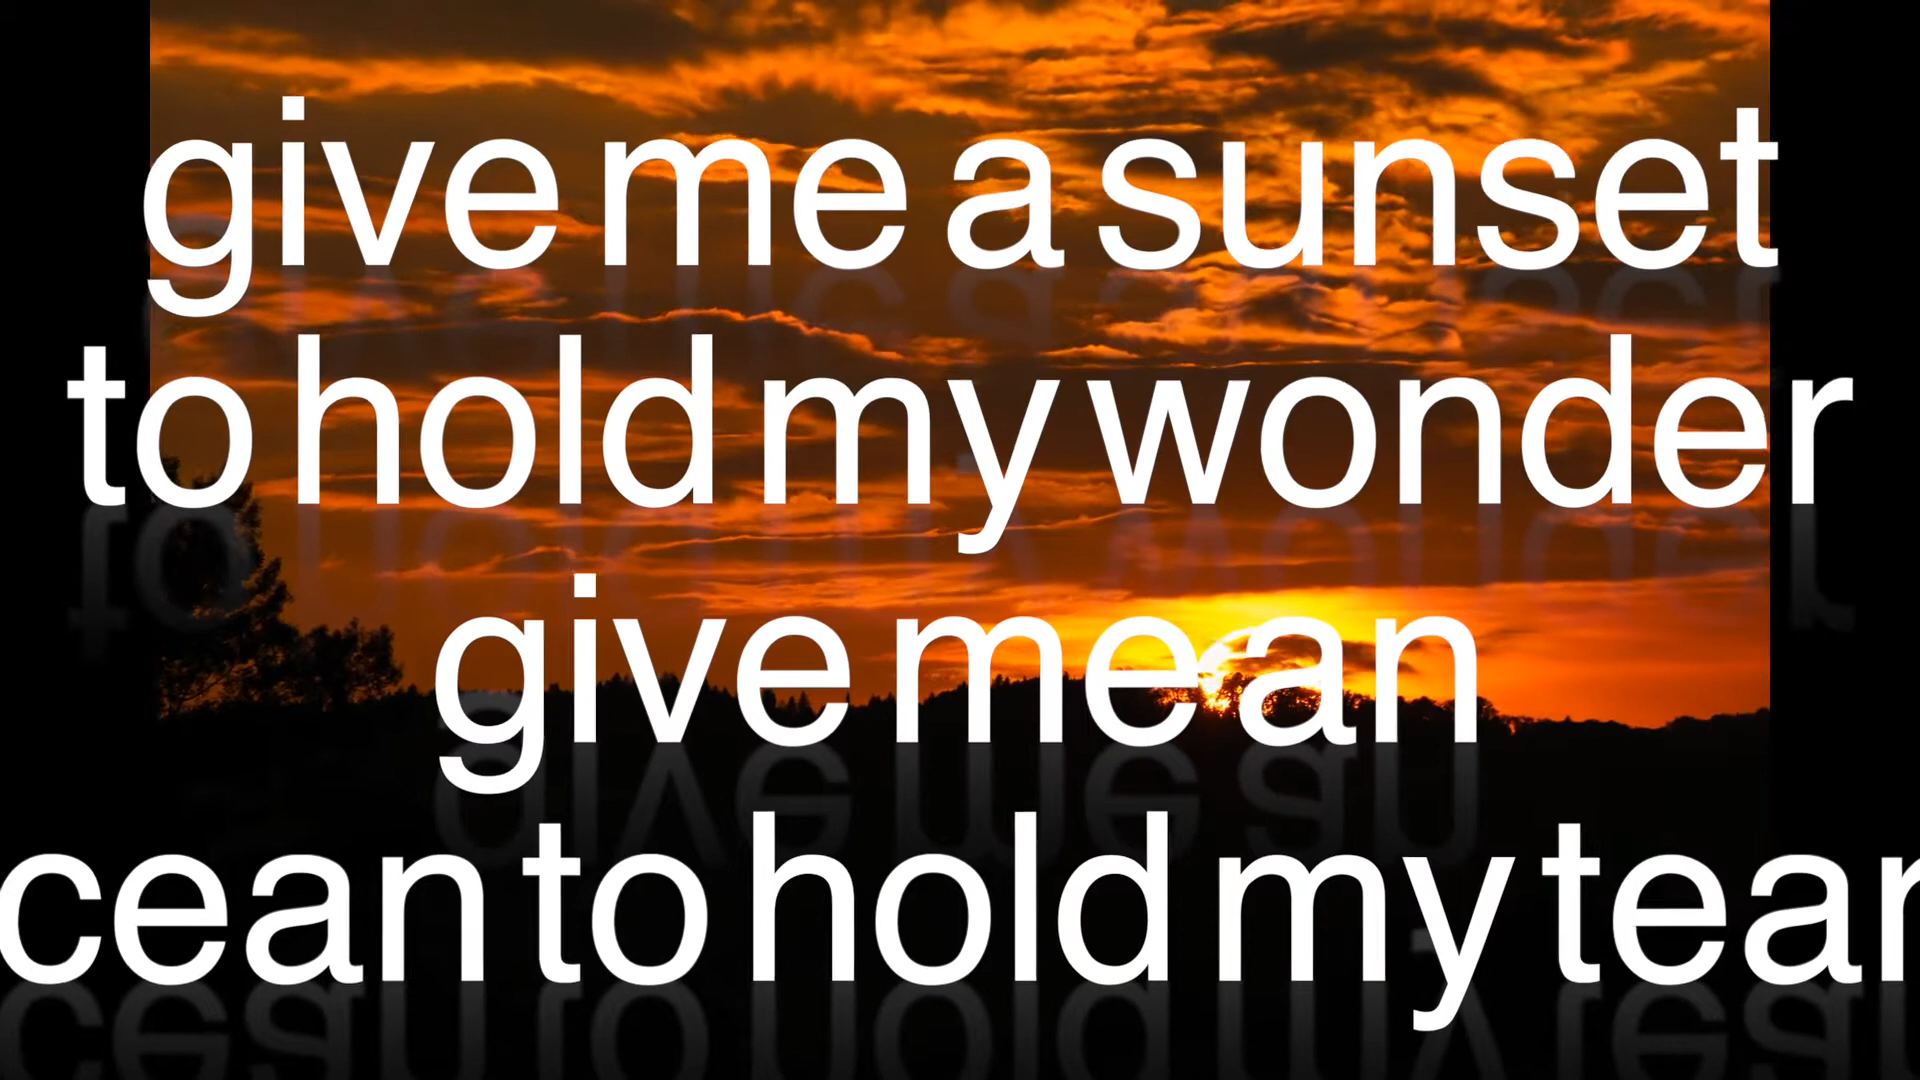 give me a sunset
to hold my wonder
give me an
cean to hold my tear